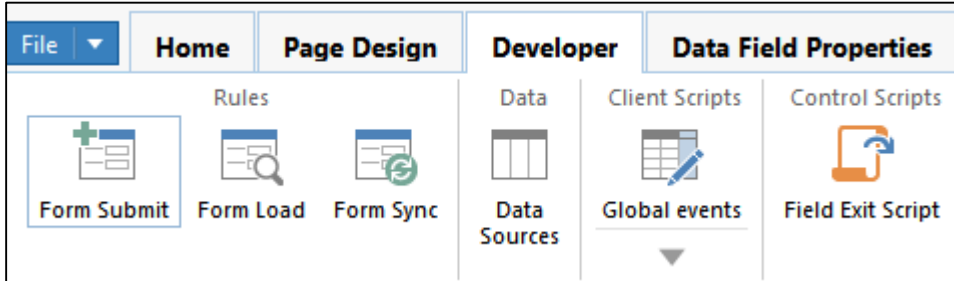 File Home Page Design Developer Data Field Properties
Rules Data Client Scripts Control Scripts
Form Submit Form Load Form Sync Data Global events Field Exit Script
Sources